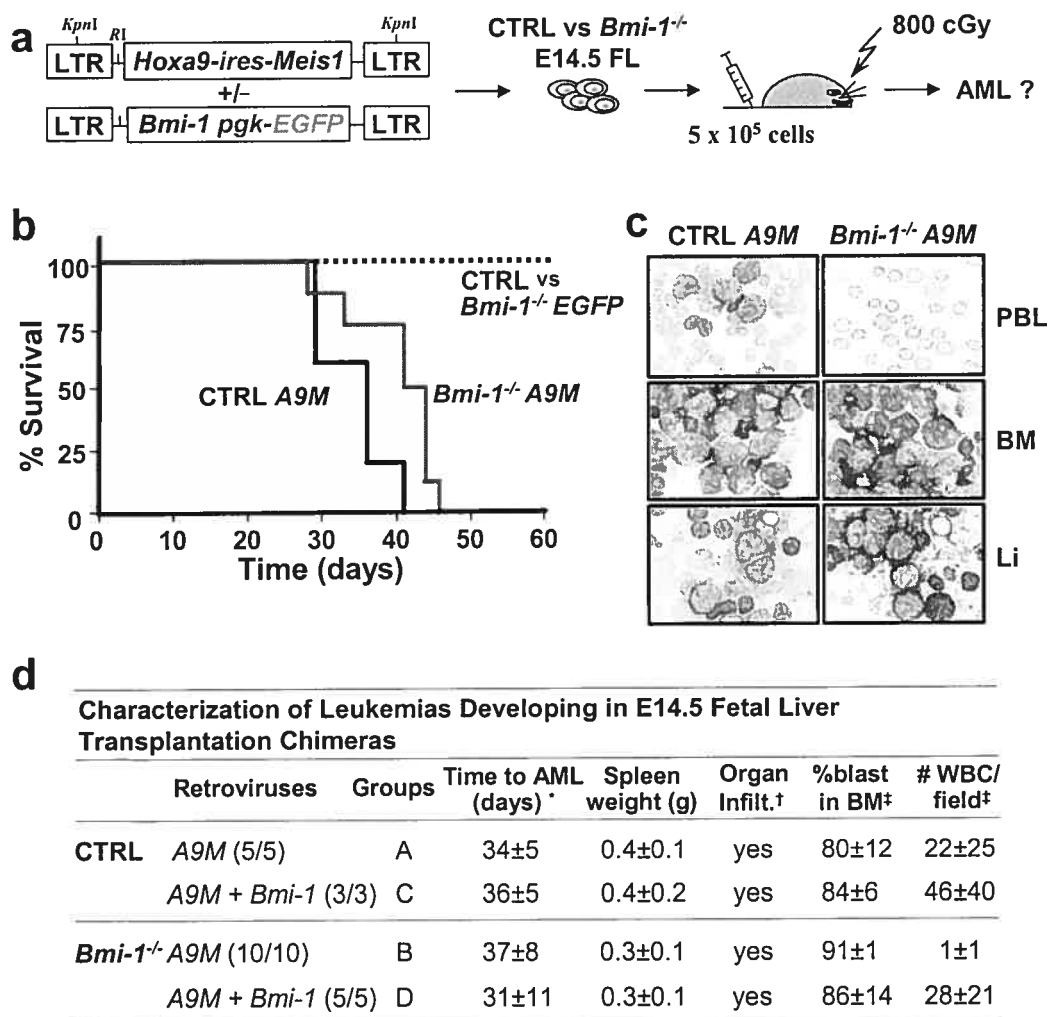 a
KpnI RI KpnI
LTR Hoxa9-ires-Meis1 LTR
+/–
LTR Bmi-1 pgk-EGFP LTR
CTRL vs Bmi-1-/-
E14.5 FL
800 cGy
5 x 10⁵ cells
AML ?
b
% Survival
100
75
50
25
0
0 10 20 30 40 50 60
Time (days)
CTRL vs
Bmi-1-/- EGFP
CTRL A9M
Bmi-1-/- A9M
c
CTRL A9M Bmi-1-/- A9M
PBL
BM
Li
d
Characterization of Leukemias Developing in E14.5 Fetal Liver
Transplantation Chimeras
Retroviruses Groups Time to AML (days) * Spleen weight (g) Organ Infilt.† %blast in BM‡ # WBC/ field‡
CTRL A9M (5/5) A 34±5 0.4±0.1 yes 80±12 22±25
A9M + Bmi-1 (3/3) C 36±5 0.4±0.2 yes 84±6 46±40
Bmi-1-/- A9M (10/10) B 37±8 0.3±0.1 yes 91±1 1±1
A9M + Bmi-1 (5/5) D 31±11 0.3±0.1 yes 86±14 28±21